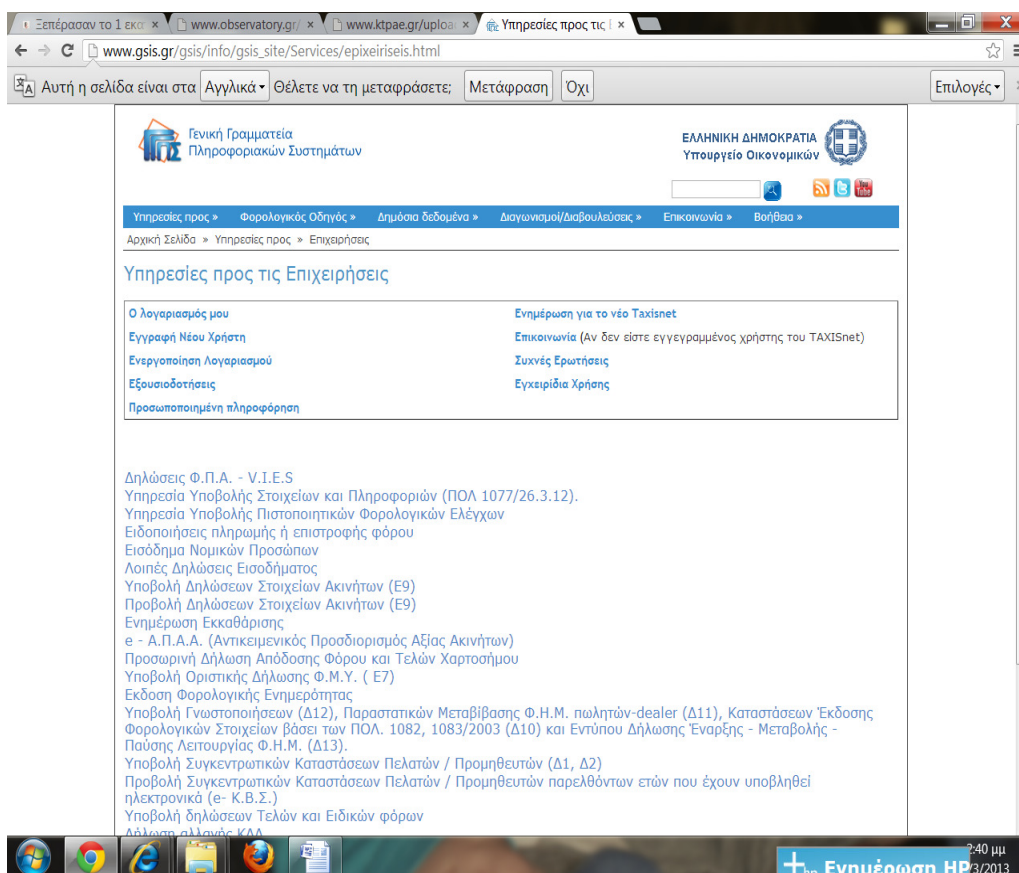 Ξεπέρασαν το 1 εκα
www.observatory.gr/
www.ktpae.gr/uploa
Υπηρεσίες προς τις Ε
www.gsis.gr/gsis/info/gsis_site/Services/epixeiriseis.html
Αυτή η σελίδα είναι στα Αγγλικά Θέλετε να τη μεταφράσετε; Μετάφραση Όχι Επιλογές
Γενική Γραμματεία
Πληροφοριακών Συστημάτων
ΕΛΛΗΝΙΚΗ ΔΗΜΟΚΡΑΤΙΑ
Υπουργείο Οικονομικών
Υπηρεσίες προς » Φορολογικός Οδηγός » Δημόσια δεδομένα » Διαγωνισμοί/Διαβουλεύσεις » Επικοινωνία » Βοήθεια »
Αρχική Σελίδα » Υπηρεσίες προς » Επιχειρήσεις
Υπηρεσίες προς τις Επιχειρήσεις
Ο λογαριασμός μου
Ενημέρωση για το νέο Taxisnet
Εγγραφή Νέου Χρήστη
Επικοινωνία (Αν δεν είστε εγγεγραμμένος χρήστης του TAXISnet)
Ενεργοποίηση Λογαριασμού
Συχνές Ερωτήσεις
Εξουσιοδοτήσεις
Εγχειρίδια Χρήσης
Προσωποποιημένη πληροφόρηση
Δηλώσεις Φ.Π.Α. - V.I.E.S
Υπηρεσία Υποβολής Στοιχείων και Πληροφοριών (ΠΟΛ 1077/26.3.12).
Υπηρεσία Υποβολής Πιστοποιητικών Φορολογικών Ελέγχων
Ειδοποιήσεις πληρωμής ή επιστροφής φόρου
Εισόδημα Νομικών Προσώπων
Λοιπές Δηλώσεις Εισοδήματος
Υποβολή Δηλώσεων Στοιχείων Ακινήτων (Ε9)
Προβολή Δηλώσεων Στοιχείων Ακινήτων (Ε9)
Ενημέρωση Εκκαθάρισης
e - Α.Π.Α.Α. (Αντικειμενικός Προσδιορισμός Αξίας Ακινήτων)
Προσωρινή Δήλωση Απόδοσης Φόρου και Τελών Χαρτοσήμου
Υποβολή Οριστικής Δήλωσης Φ.Μ.Υ. ( Ε7)
Εκδοση Φορολογικής Ενημερότητας
Υποβολή Γνωστοποιήσεων (Δ12), Παραστατικών Μεταβίβασης Φ.Η.Μ. πωλητών-dealer (Δ11), Καταστάσεων Έκδοσης
Φορολογικών Στοιχείων βάσει των ΠΟΛ. 1082, 1083/2003 (Δ10) και Εντύπου Δήλωσης Έναρξης - Μεταβολής -
Παύσης Λειτουργίας Φ.Η.Μ. (Δ13).
Υποβολή Συγκεντρωτικών Καταστάσεων Πελατών / Προμηθευτών (Δ1, Δ2)
Προβολή Συγκεντρωτικών Καταστάσεων Πελατών / Προμηθευτών παρελθόντων ετών που έχουν υποβληθεί
ηλεκτρονικά (e- Κ.Β.Σ.)
Υποβολή δηλώσεων Τελών και Ειδικών φόρων
Δήλωση αλλαγής ΚΑΔ
2:40 μμ
Ενημέρωση HP
/3/2013